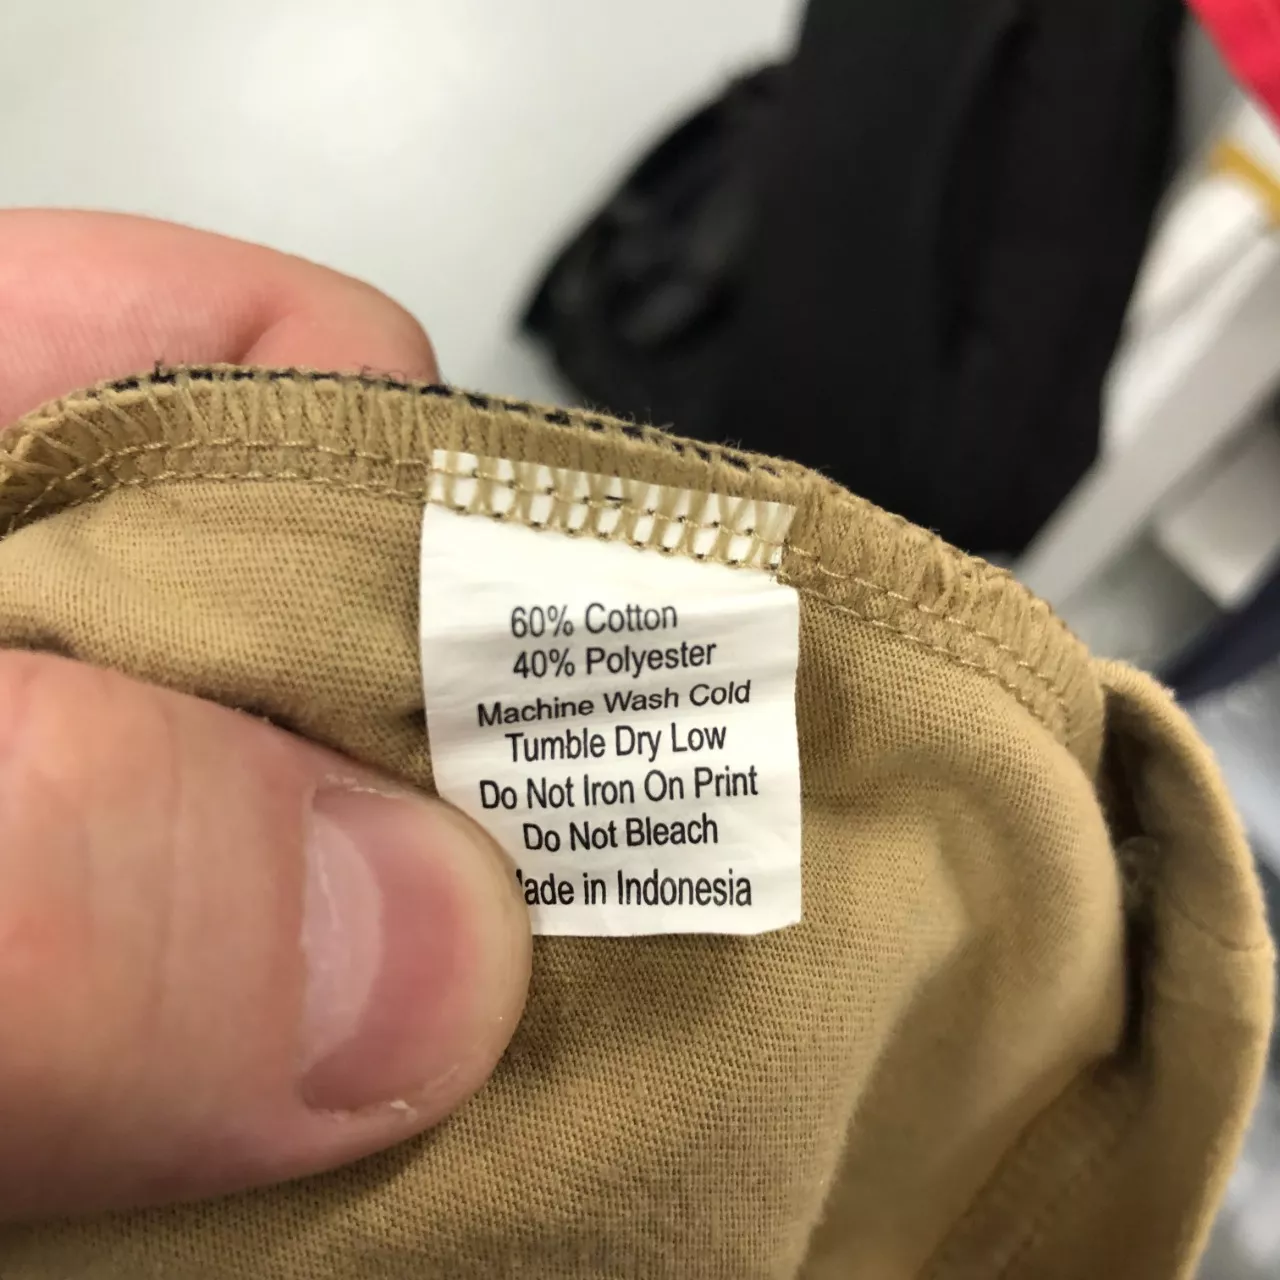 60% Cotton
40% Polyester
Machine Wash Cold
Tumble Dry Low
Do Not Iron On Print
Do Not Bleach
Made in Indonesia